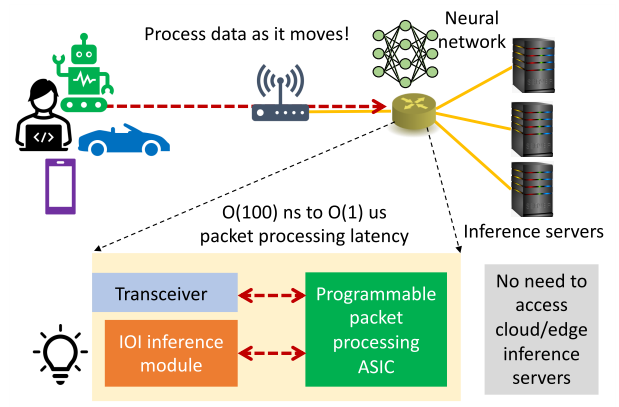 Process data as it moves!
Neural
network
Inference servers
O(100) ns to O(1) us
packet processing latency
Transceiver
IOI inference
module
Programmable
packet
processing
ASIC
No need to
access
cloud/edge
inference
servers